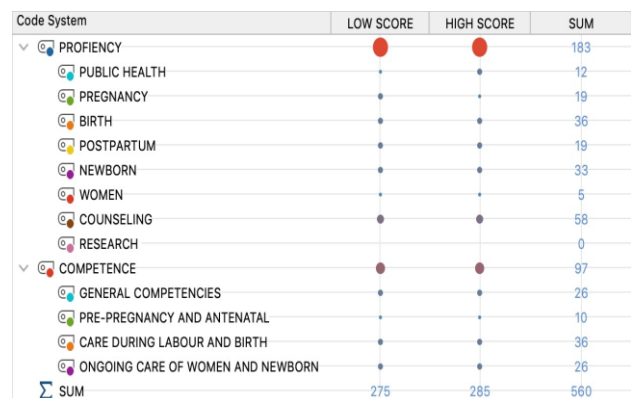 Code System LOW SCORE HIGH SCORE SUM
PROFIENCY 183
PUBLIC HEALTH 12
PREGNANCY 19
BIRTH 36
POSTPARTUM 19
NEWBORN 33
WOMEN 5
COUNSELING 58
RESEARCH 0
COMPETENCE 97
GENERAL COMPETENCIES 26
PRE-PREGNANCY AND ANTENATAL 10
CARE DURING LABOUR AND BIRTH 36
ONGOING CARE OF WOMEN AND NEWBORN 26
Σ SUM 275 285 560